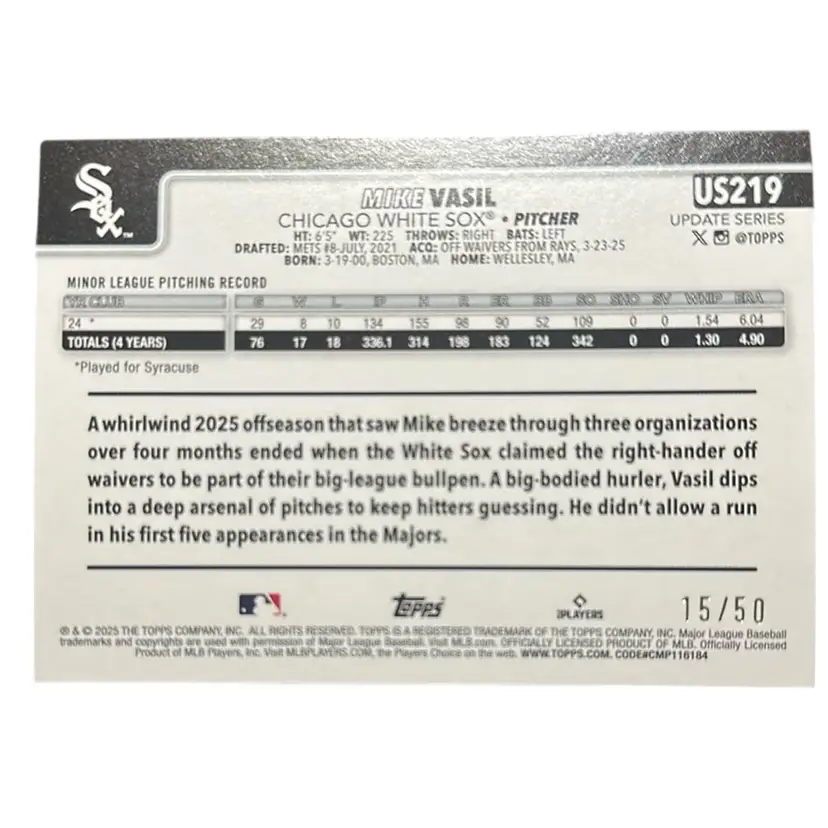 Sox
MIKE VASIL
US219
CHICAGO WHITE SOX® • PITCHER
UPDATE SERIES
HT: 6'5" WT: 225 THROWS: RIGHT BATS: LEFT
X @TOPPS
DRAFTED: METS #8-JULY, 2021 ACQ: OFF WAIVERS FROM RAYS, 3-23-25
BORN: 3-19-00, BOSTON, MA HOME: WELLESLEY, MA
MINOR LEAGUE PITCHING RECORD
YR CLUB G W L IP H R ER BB SO SHO SV WHIP ERA
24 * 29 8 10 134 155 98 90 52 109 0 0 1.54 6.04
TOTALS (4 YEARS) 76 17 18 336.1 314 198 183 124 342 0 0 1.30 4.90
*Played for Syracuse
A whirlwind 2025 offseason that saw Mike breeze through three organizations
over four months ended when the White Sox claimed the right-hander off
waivers to be part of their big-league bullpen. A big-bodied hurler, Vasil dips
into a deep arsenal of pitches to keep hitters guessing. He didn't allow a run
in his first five appearances in the Majors.
Topps
PLAYERS
15/50
® & © 2025 THE TOPPS COMPANY, INC. ALL RIGHTS RESERVED. TOPPS IS A REGISTERED TRADEMARK OF THE TOPPS COMPANY, INC. Major League Baseball
trademarks and copyrights are used with permission of Major League Baseball. Visit MLB.com. OFFICIALLY LICENSED PRODUCT OF MLB. Officially Licensed
Product of MLB Players, Inc. Visit MLBPLAYERS.COM, the Players Choice on the web. WWW.TOPPS.COM. CODE#CMP116184